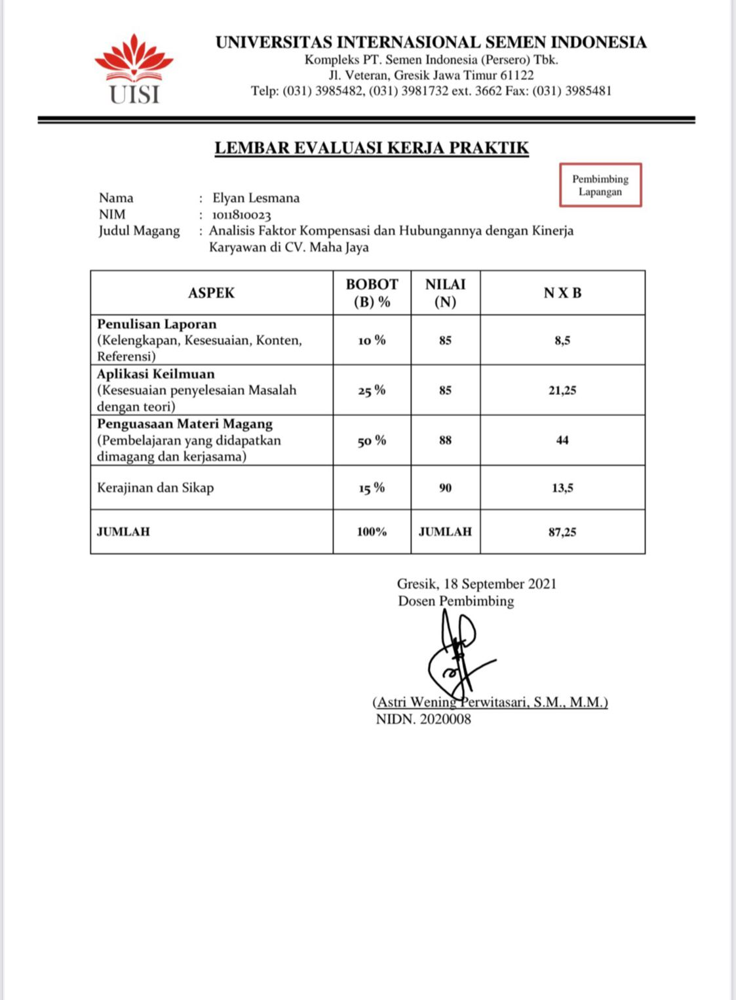 UISI
UNIVERSITAS INTERNASIONAL SEMEN INDONESIA
Kompleks PT. Semen Indonesia (Persero) Tbk.
Jl. Veteran, Gresik Jawa Timur 61122
Telp: (031) 3985482, (031) 3981732 ext. 3662 Fax: (031) 3985481
LEMBAR EVALUASI KERJA PRAKTIK
Pembimbing
Lapangan
Nama : Elyan Lesmana
NIM : 1011810023
Judul Magang : Analisis Faktor Kompensasi dan Hubungannya dengan Kinerja
Karyawan di CV. Maha Jaya
ASPEK BOBOT (B) % NILAI (N) N X B
Penulisan Laporan
(Kelengkapan, Kesesuaian, Konten, 10 % 85 8,5
Referensi)
Aplikasi Keilmuan
(Kesesuaian penyelesaian Masalah 25 % 85 21,25
dengan teori)
Penguasaan Materi Magang
(Pembelajaran yang didapatkan 50 % 88 44
dimagang dan kerjasama)
Kerajinan dan Sikap 15 % 90 13,5
JUMLAH 100% JUMLAH 87,25
Gresik, 18 September 2021
Dosen Pembimbing
(Astri Wening Perwitasari, S.M., M.M.)
NIDN. 2020008